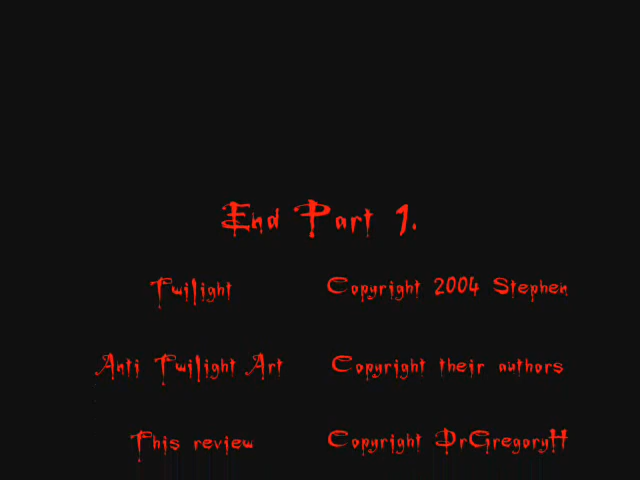 End Part 1.
Twilight Copyright 2004 Stephen
Anti Twilight Art Copyright their authors
This review Copyright DrGregoryH